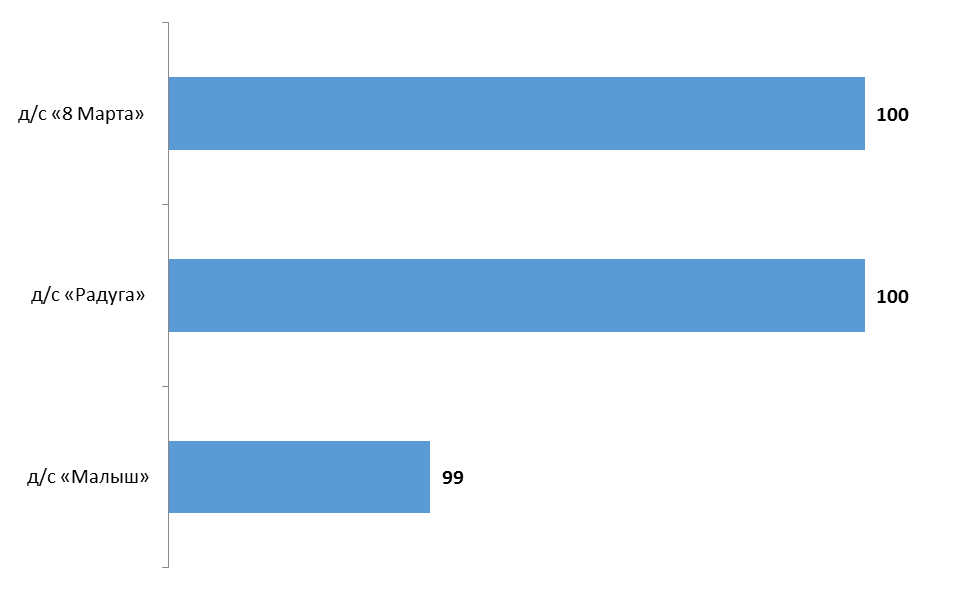 д/с «8 Марта»
100
д/с «Радуга»
100
д/с «Малыш»
99